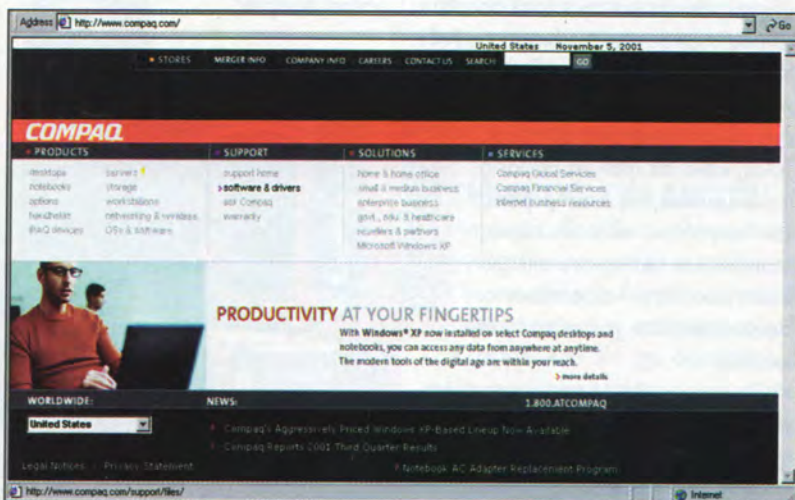 Address http://www.compaq.com/ Go
United States November 5, 2001
STORES MERGER INFO COMPANY INFO CAREERS CONTACT US SEARCH GO
COMPAQ
PRODUCTS SUPPORT SOLUTIONS SERVICES
desktops servers support home home & home office Compaq Global Services
notebooks storage software & drivers small & medium business Compaq Financial Services
options workstations ask Compaq enterprise business Internet business resources
handhelds networking & wireless warranty govt., edu. & healthcare
iPAQ devices OSs & software resellers & partners
Microsoft Windows XP
PRODUCTIVITY AT YOUR FINGERTIPS
With Windows® XP now installed on select Compaq desktops and
notebooks, you can access any data from anywhere at anytime.
The modern tools of the digital age are within your reach.
more details
WORLDWIDE: NEWS: 1.800.ATCOMPAQ
United States
Compaq's Aggressively Priced Windows XP-Based Lineup Now Available
Compaq Reports 2001 Third Quarter Results
Legal Notices Privacy Statement Notebook AC Adapter Replacement Program
http://www.compaq.com/support/files/ Internet